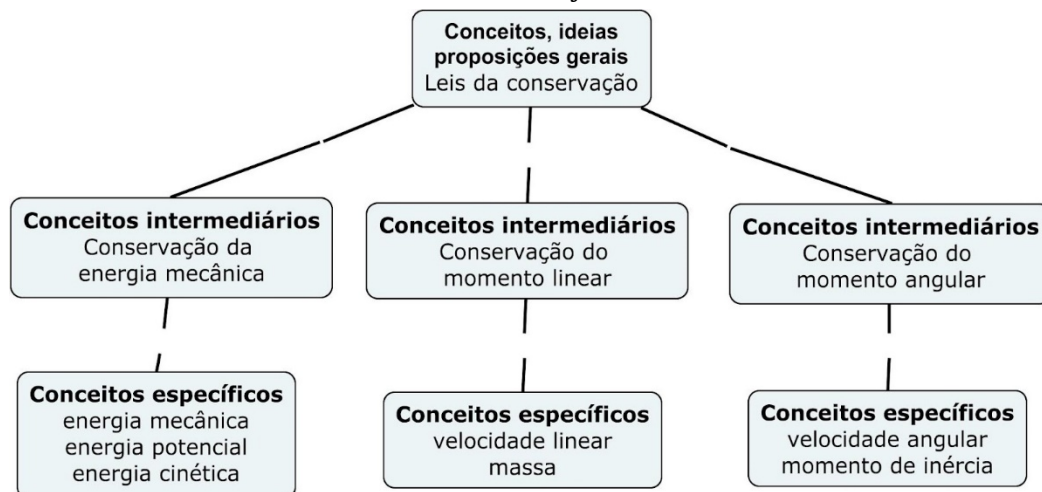 Conceitos, ideias
proposições gerais
Leis da conservação
Conceitos intermediários
Conservação da
energia mecânica
Conceitos intermediários
Conservação do
momento linear
Conceitos intermediários
Conservação do
momento angular
Conceitos específicos
energia mecânica
energia potencial
energia cinética
Conceitos específicos
velocidade linear
massa
Conceitos específicos
velocidade angular
momento de inércia